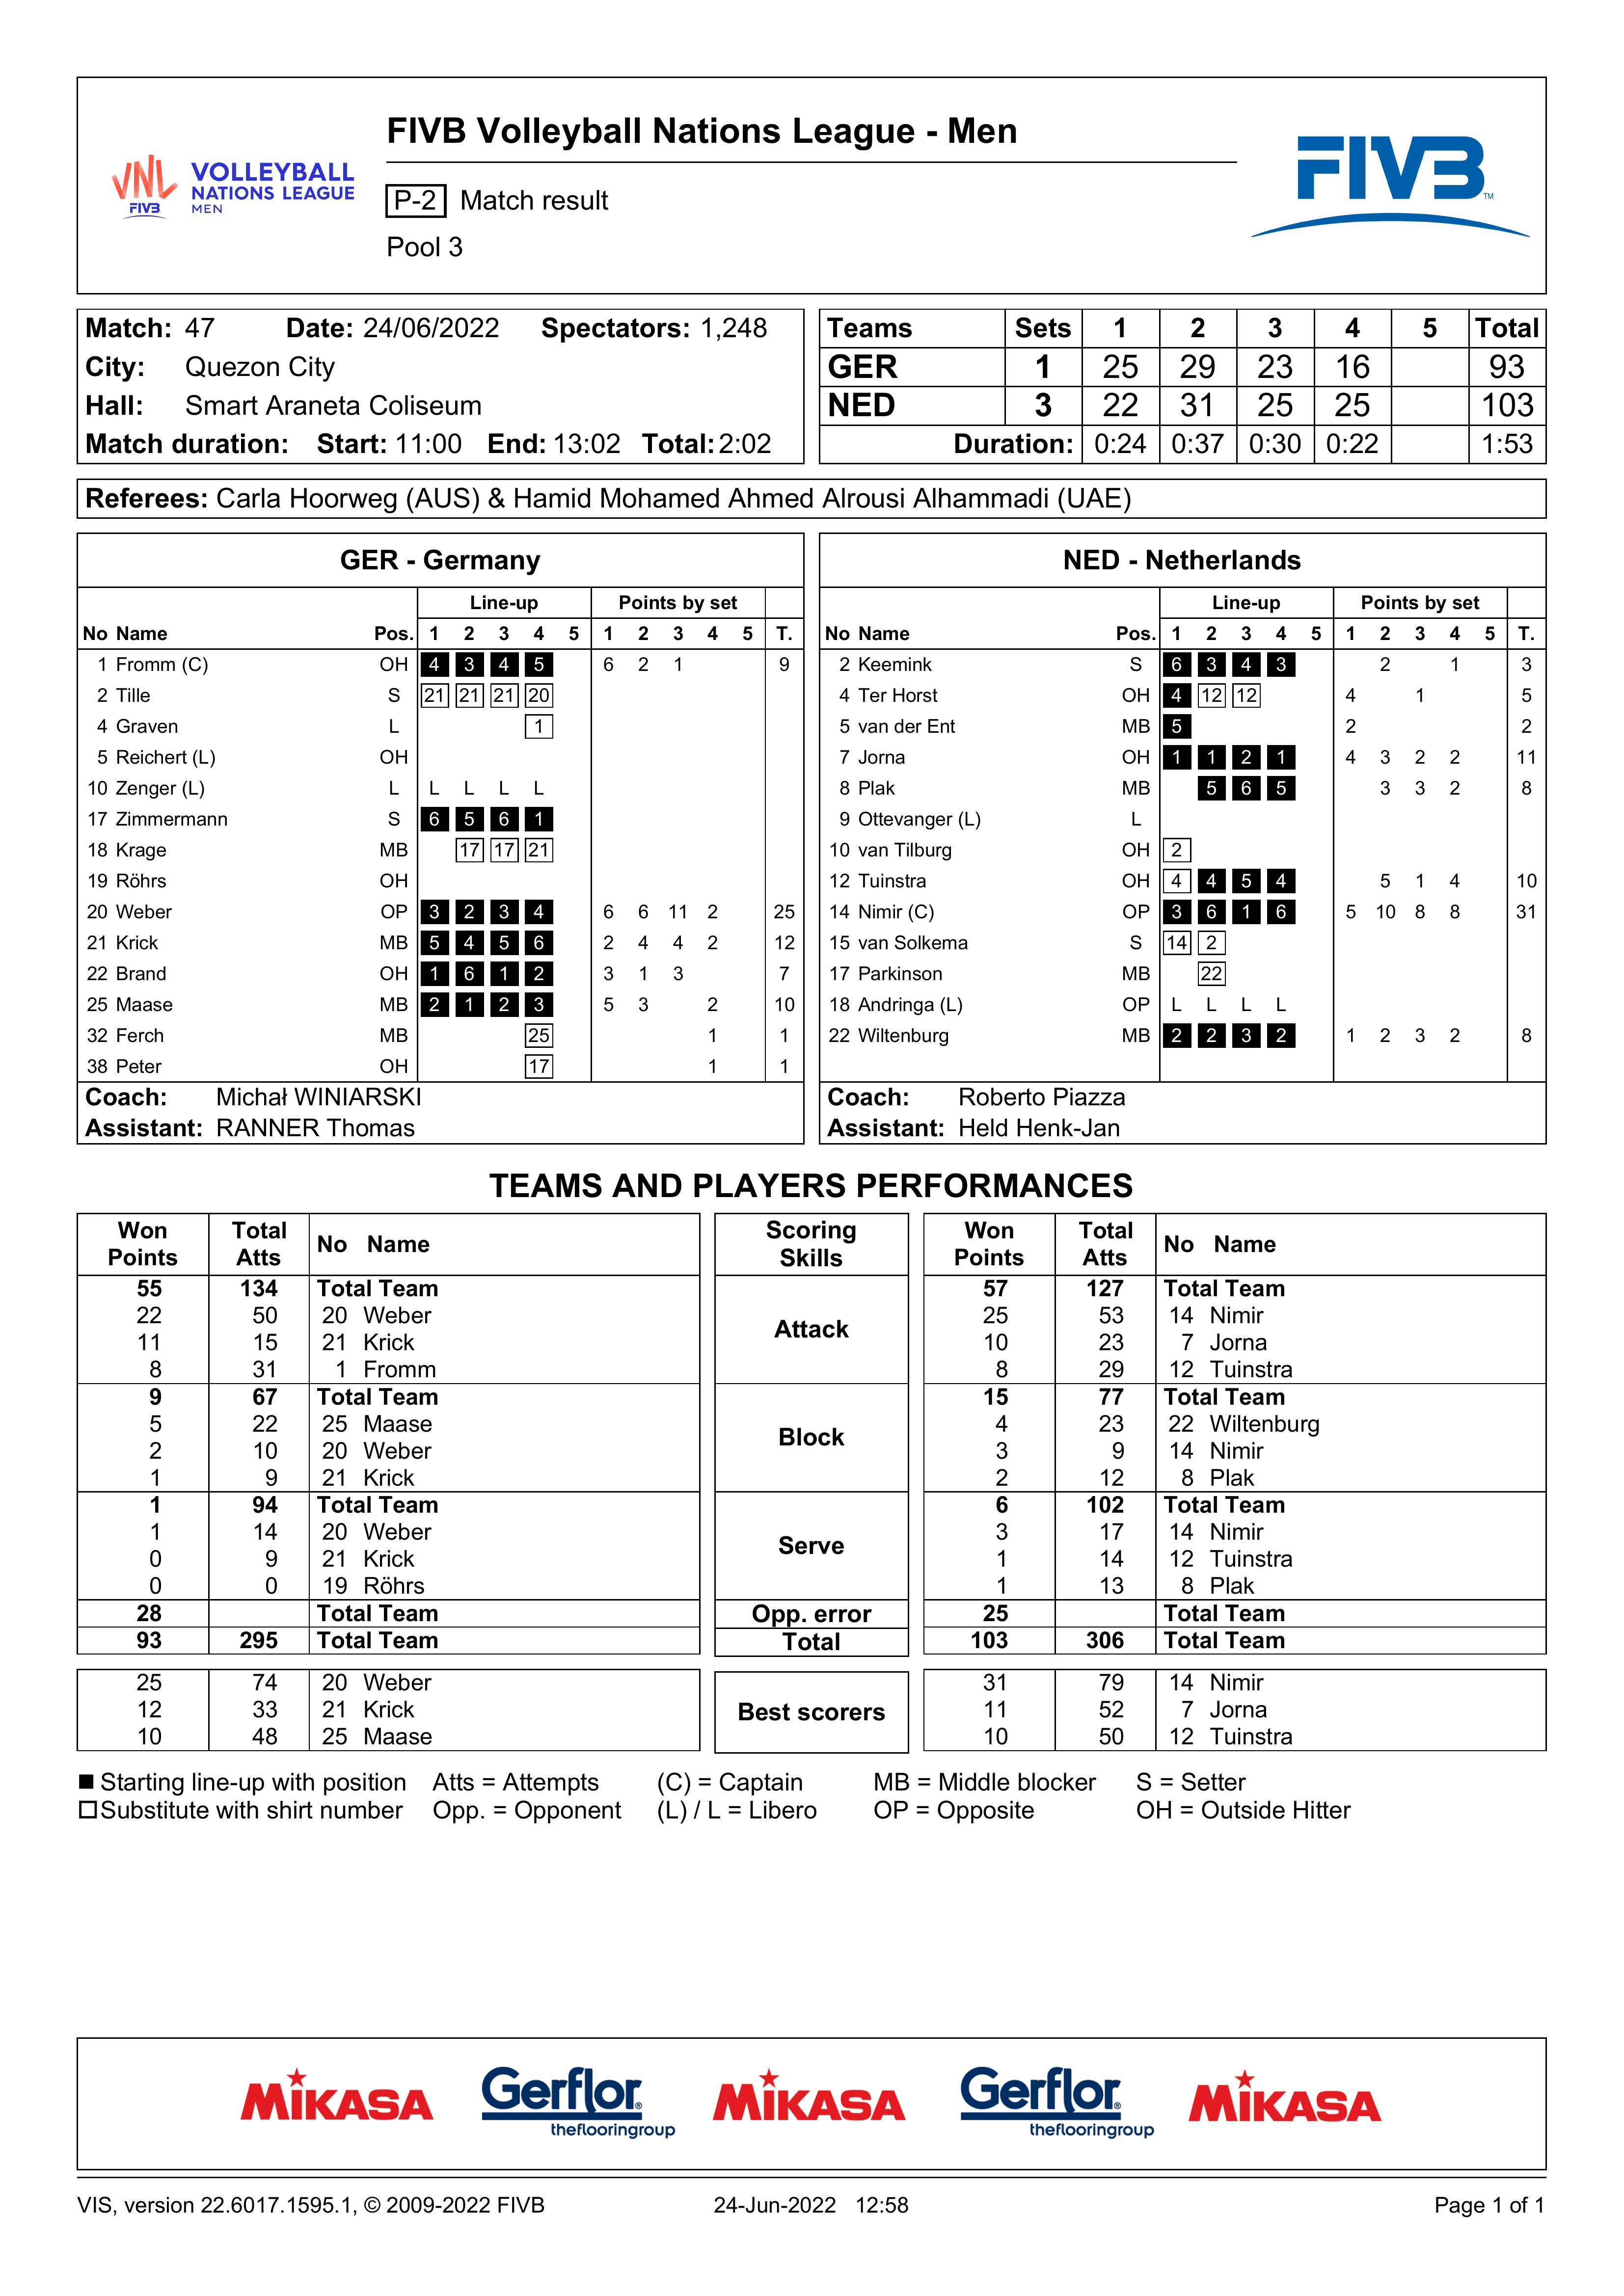 FIVB Volleyball Nations League - Men
VNL FIVB VOLLEYBALL NATIONS LEAGUE MEN
P-2 Match result
Pool 3
FIVB TM
Match: 47 Date: 24/06/2022 Spectators: 1,248
City: Quezon City
Hall: Smart Araneta Coliseum
Match duration: Start: 11:00 End: 13:02 Total: 2:02
Teams Sets 1 2 3 4 5 Total
GER 1 25 29 23 16 93
NED 3 22 31 25 25 103
Duration: 0:24 0:37 0:30 0:22 1:53
Referees: Carla Hoorweg (AUS) & Hamid Mohamed Ahmed Alrousi Alhammadi (UAE)
GER - Germany
Line-up Points by set
No Name Pos. 1 2 3 4 5 1 2 3 4 5 T.
1 Fromm (C) OH 4 3 4 5 6 2 1 9
2 Tille S 21 21 21 20
4 Graven L 1
5 Reichert (L) OH
10 Zenger (L) L L L L L
17 Zimmermann S 6 5 6 1
18 Krage MB 17 17 21
19 Röhrs OH
20 Weber OP 3 2 3 4 6 6 11 2 25
21 Krick MB 5 4 5 6 2 4 4 2 12
22 Brand OH 1 6 1 2 3 1 3 7
25 Maase MB 2 1 2 3 5 3 2 10
32 Ferch MB 25 1 1
38 Peter OH 17 1 1
Coach: Michał WINIARSKI
Assistant: RANNER Thomas
NED - Netherlands
Line-up Points by set
No Name Pos. 1 2 3 4 5 1 2 3 4 5 T.
2 Keemink S 6 3 4 3 2 1 3
4 Ter Horst OH 4 12 12 4 1 5
5 van der Ent MB 5 2 2
7 Jorna OH 1 1 2 1 4 3 2 2 11
8 Plak MB 5 6 5 3 3 2 8
9 Ottevanger (L) L
10 van Tilburg OH 2
12 Tuinstra OH 4 4 5 4 5 1 4 10
14 Nimir (C) OP 3 6 1 6 5 10 8 8 31
15 van Solkema S 14 2
17 Parkinson MB 22
18 Andringa (L) OP L L L L
22 Wiltenburg MB 2 2 3 2 1 2 3 2 8
Coach: Roberto Piazza
Assistant: Held Henk-Jan
TEAMS AND PLAYERS PERFORMANCES
Won Points Total Atts No Name Scoring Skills Won Points Total Atts No Name
55 134 Total Team Attack 57 127 Total Team
22 50 20 Weber 25 53 14 Nimir
11 15 21 Krick 10 23 7 Jorna
8 31 1 Fromm 8 29 12 Tuinstra
9 67 Total Team Block 15 77 Total Team
5 22 25 Maase 4 23 22 Wiltenburg
2 10 20 Weber 3 9 14 Nimir
1 9 21 Krick 2 12 8 Plak
1 94 Total Team Serve 6 102 Total Team
1 14 20 Weber 3 17 14 Nimir
0 9 21 Krick 1 14 12 Tuinstra
0 0 19 Röhrs 1 13 8 Plak
28 Total Team Opp. error 25 Total Team
93 295 Total Team Total 103 306 Total Team
25 74 20 Weber Best scorers 31 79 14 Nimir
12 33 21 Krick 11 52 7 Jorna
10 48 25 Maase 10 50 12 Tuinstra
Starting line-up with position Atts = Attempts (C) = Captain MB = Middle blocker S = Setter
Substitute with shirt number Opp. = Opponent (L) / L = Libero OP = Opposite OH = Outside Hitter
MIKASA Gerflor® theflooringgroup MIKASA Gerflor® theflooringgroup MIKASA
VIS, version 22.6017.1595.1, © 2009-2022 FIVB 24-Jun-2022 12:58 Page 1 of 1